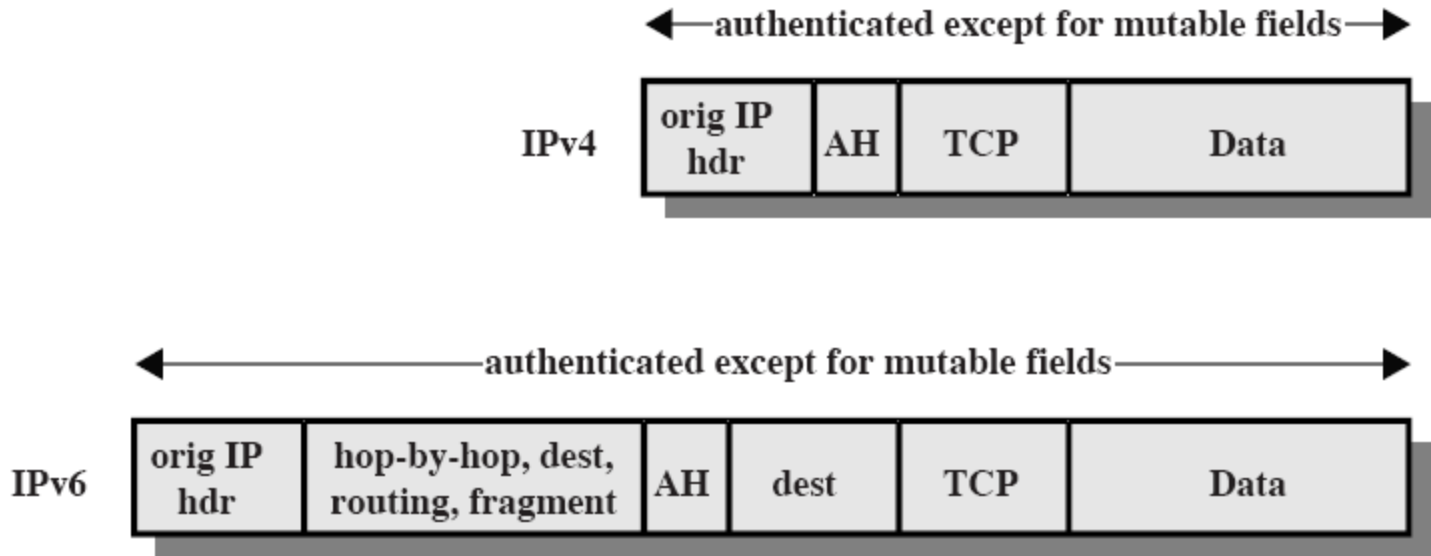 authenticated except for mutable fields
IPv4
orig IP
hdr
AH
TCP
Data
authenticated except for mutable fields
IPv6
orig IP
hdr
hop-by-hop, dest,
routing, fragment
AH
dest
TCP
Data